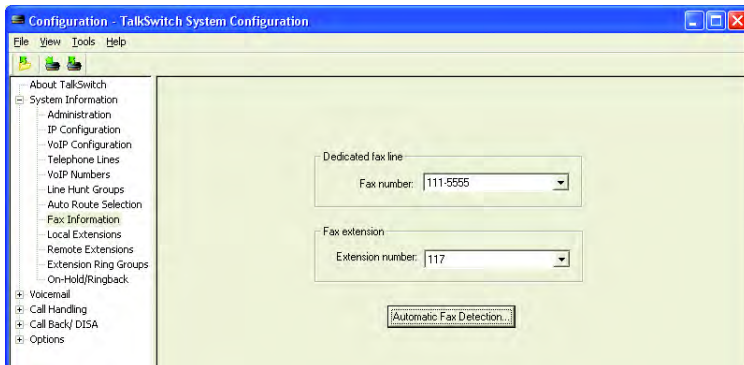 Configuration - TalkSwitch System Configuration
File View Tools Help
About TalkSwitch
System Information
Administration
IP Configuration
VoIP Configuration
Telephone Lines
VoIP Numbers
Line Hunt Groups
Auto Route Selection
Fax Information
Local Extensions
Remote Extensions
Extension Ring Groups
On-Hold/Ringback
Voicemail
Call Handling
Call Back/ DISA
Options
Dedicated fax line
Fax number: 111-5555
Fax extension
Extension number: 117
Automatic Fax Detection...